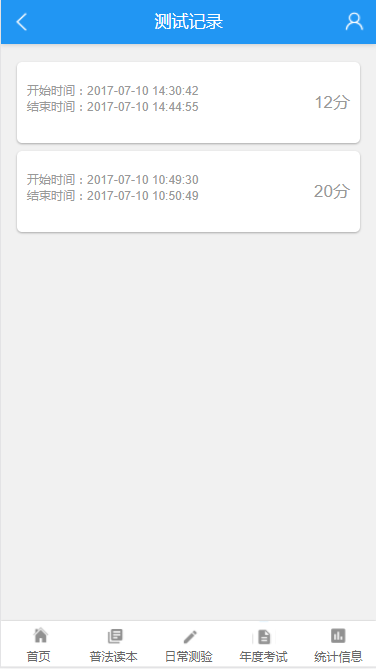 测试记录
开始时间：2017-07-10 14:30:42
结束时间：2017-07-10 14:44:55
12分
开始时间：2017-07-10 10:49:30
结束时间：2017-07-10 10:50:49
20分
首页 普法读本 日常测验 年度考试 统计信息